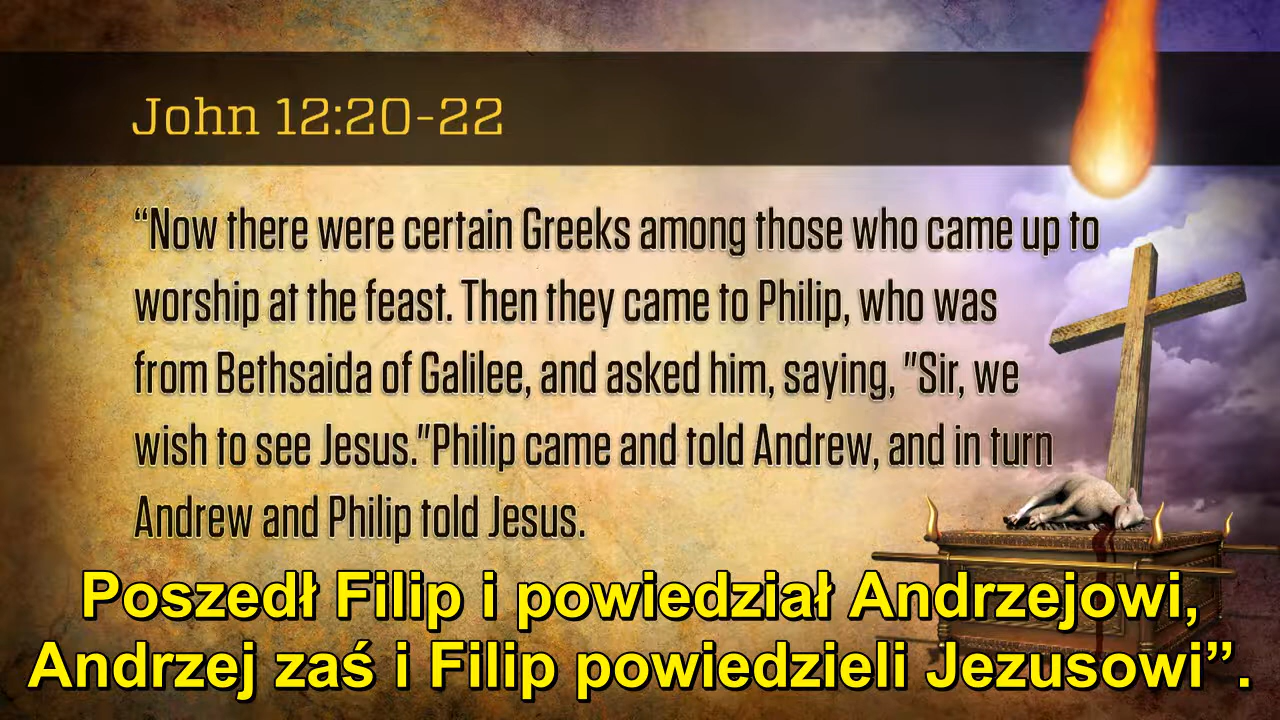 John 12:20-22
“Now there were certain Greeks among those who came up to
worship at the feast. Then they came to Philip, who was
from Bethsaida of Galilee, and asked him, saying, "Sir, we
wish to see Jesus."Philip came and told Andrew, and in turn
Andrew and Philip told Jesus.
Poszedł Filip i powiedział Andrzejowi,
Andrzej zaś i Filip powiedzieli Jezusowi”.